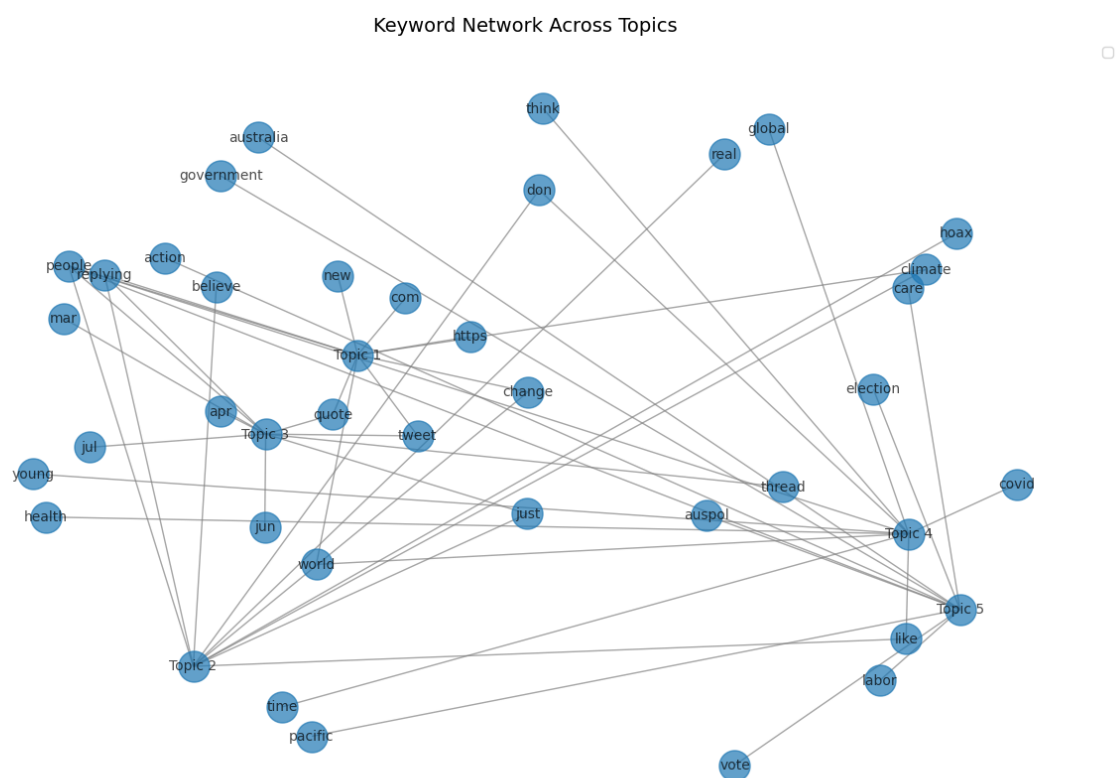 Keyword Network Across Topics
think
global
australia
real
government
don
hoax
action
people
climate
replying
new
believe
care
com
mar
https
Topic 1
election
change
apr
quote
Topic 3
tweet
jul
young
covid
thread
health
just
auspol
jun
Topic 4
world
Topic 5
like
Topic 2
labor
time
pacific
vote